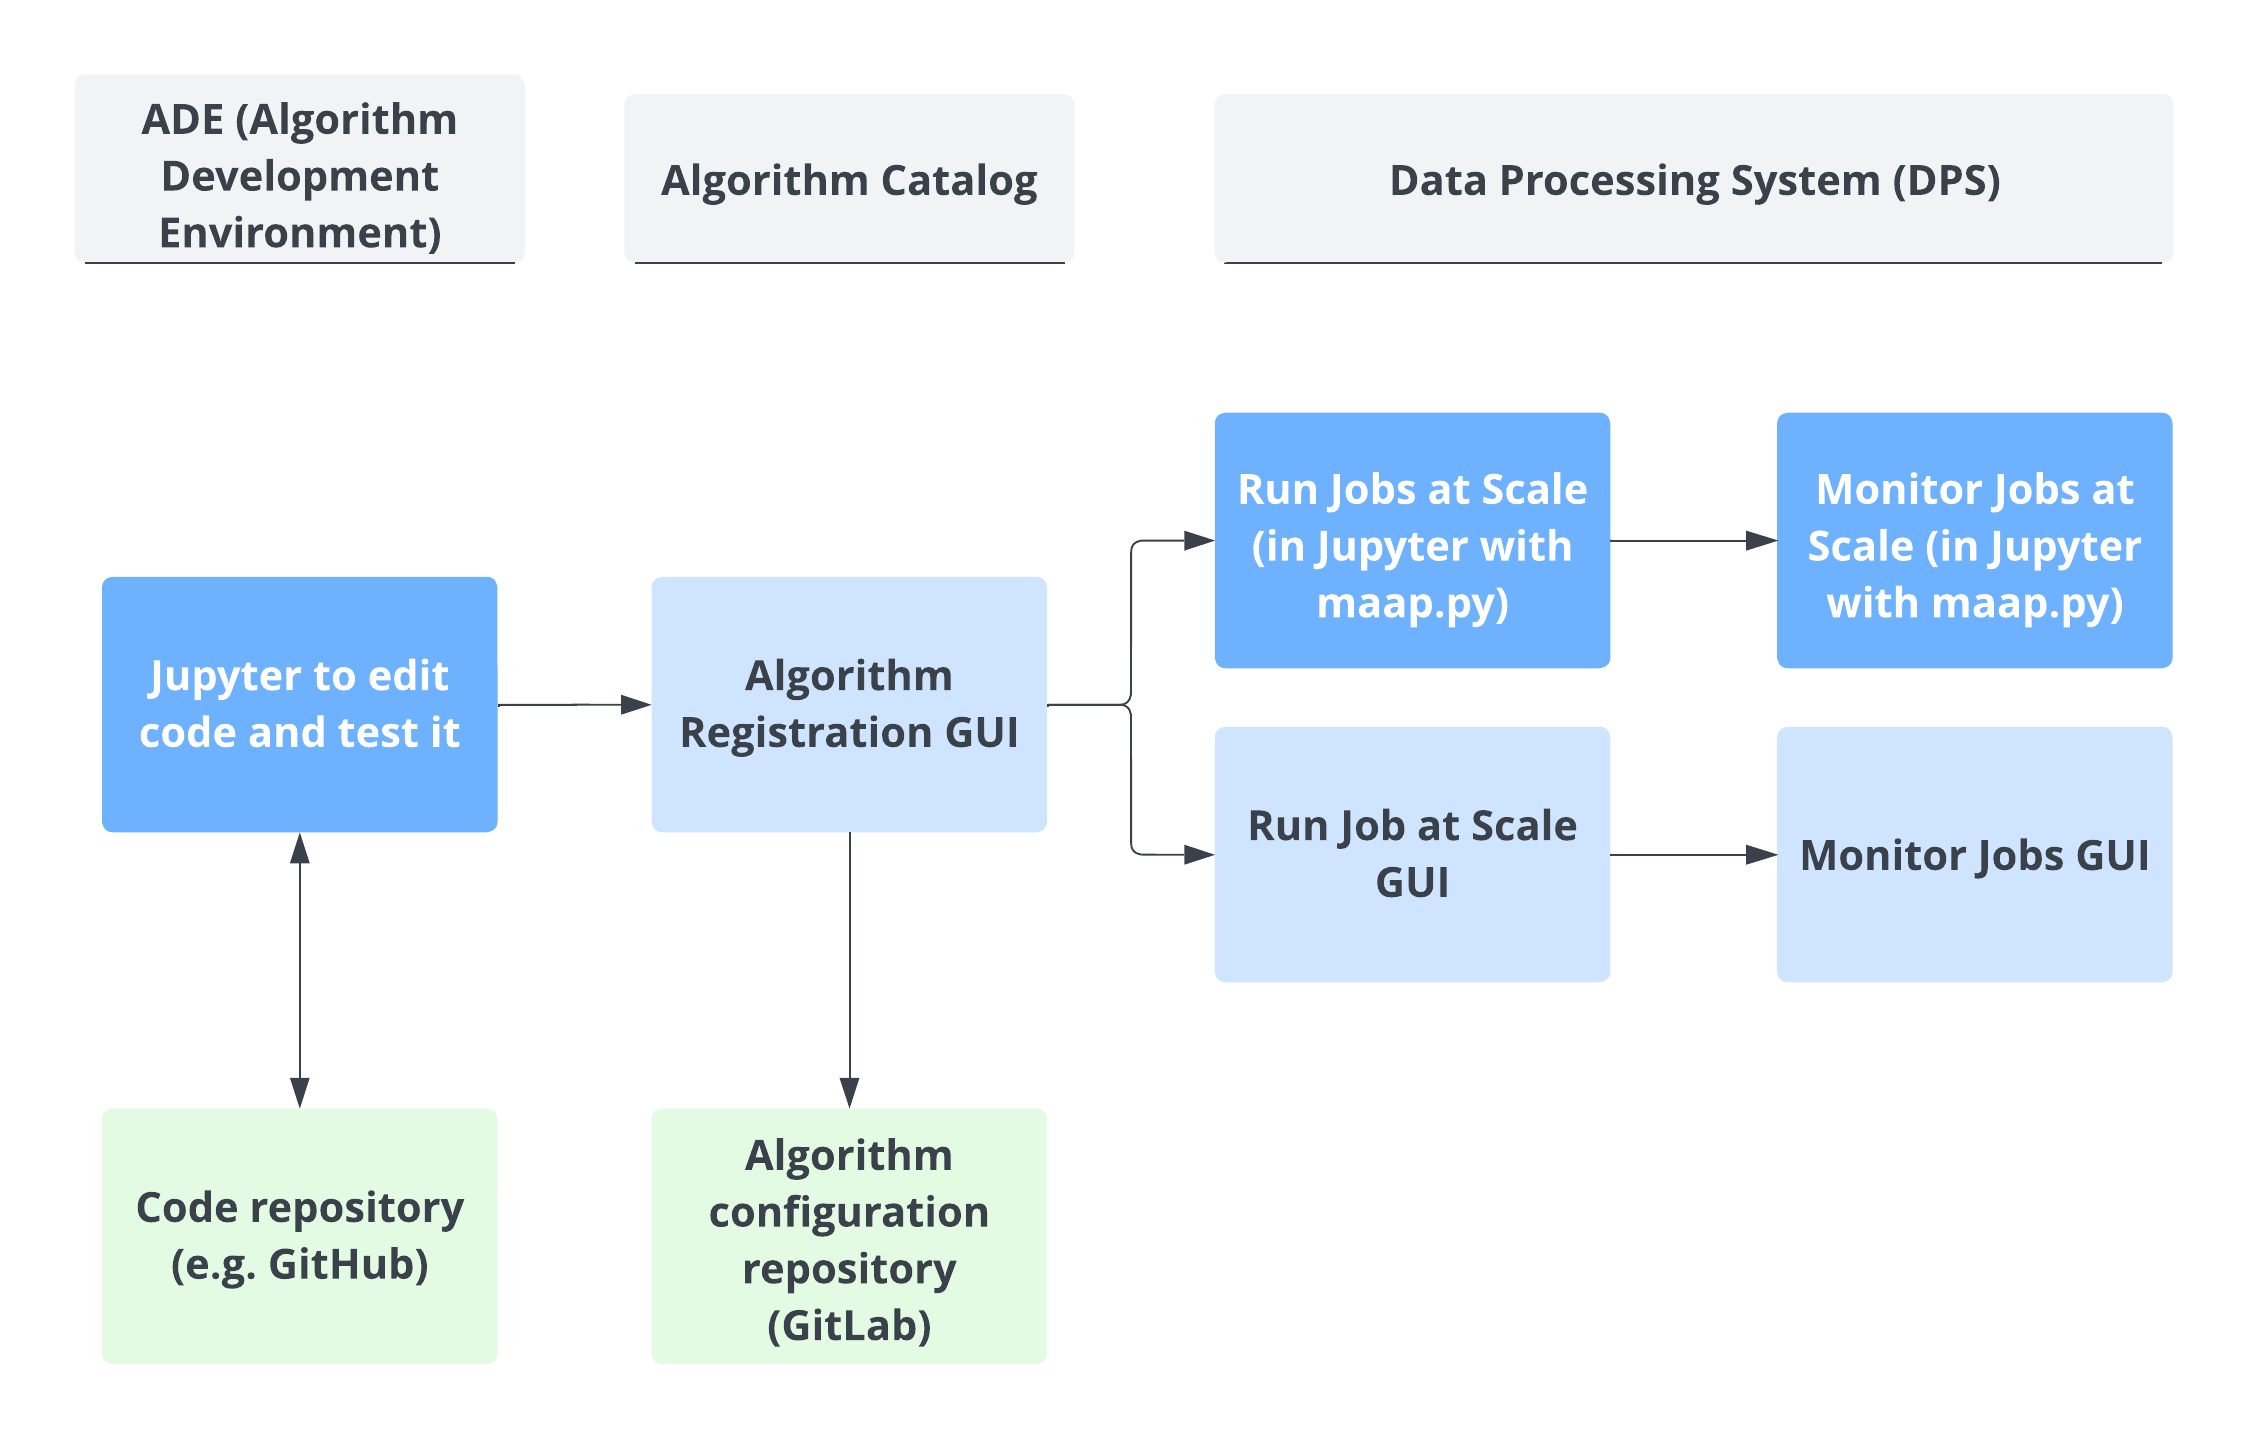 ADE (Algorithm
Development
Environment)
Algorithm Catalog
Data Processing System (DPS)
Jupyter to edit
code and test it
Algorithm
Registration GUI
Run Jobs at Scale
(in Jupyter with
maap.py)
Monitor Jobs at
Scale (in Jupyter
with maap.py)
Run Job at Scale
GUI
Monitor Jobs GUI
Code repository
(e.g. GitHub)
Algorithm
configuration
repository
(GitLab)